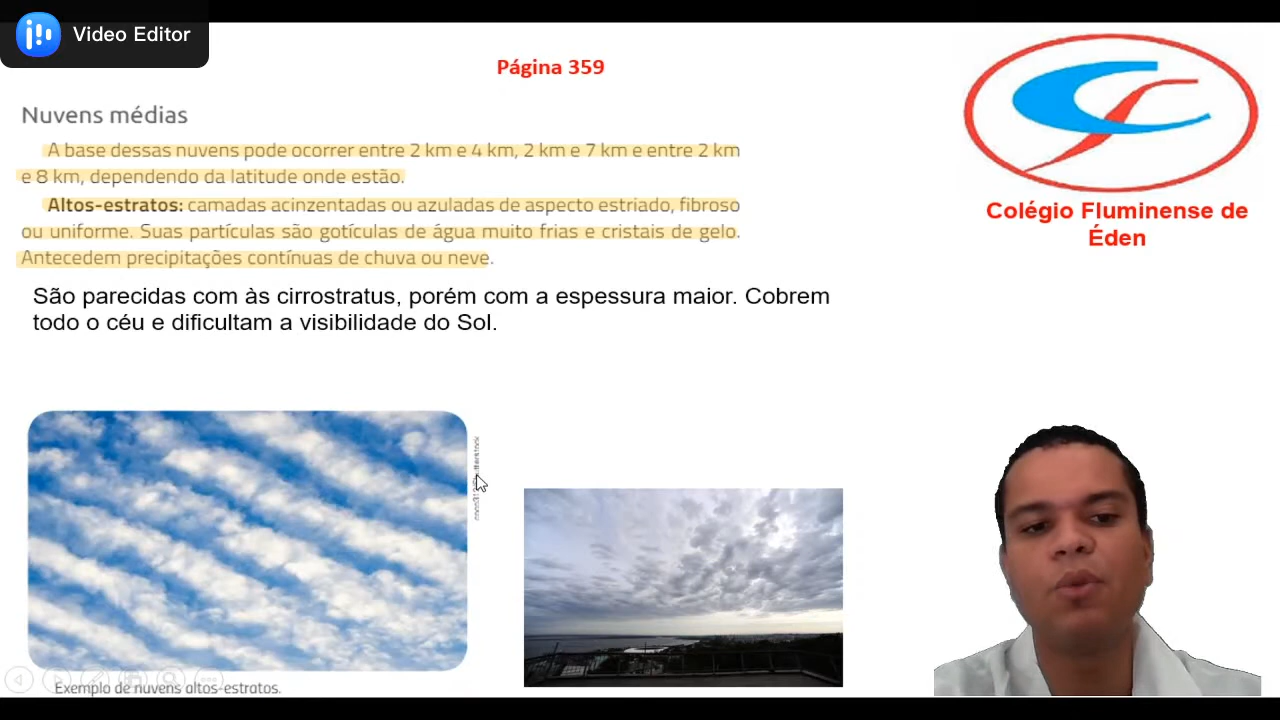 Video Editor
Página 359
Nuvens médias
A base dessas nuvens pode ocorrer entre 2 km e 4 km, 2 km e 7 km e entre 2 km
e 8 km, dependendo da latitude onde estão.
Altos-estratos: camadas acinzentadas ou azuladas de aspecto estriado, fibroso
ou uniforme. Suas partículas são gotículas de água muito frias e cristais de gelo.
Antecedem precipitações contínuas de chuva ou neve.
São parecidas com às cirrostratus, porém com a espessura maior. Cobrem
todo o céu e dificultam a visibilidade do Sol.
Colégio Fluminense de
Éden
Exemplo de nuvens altos-estratos.